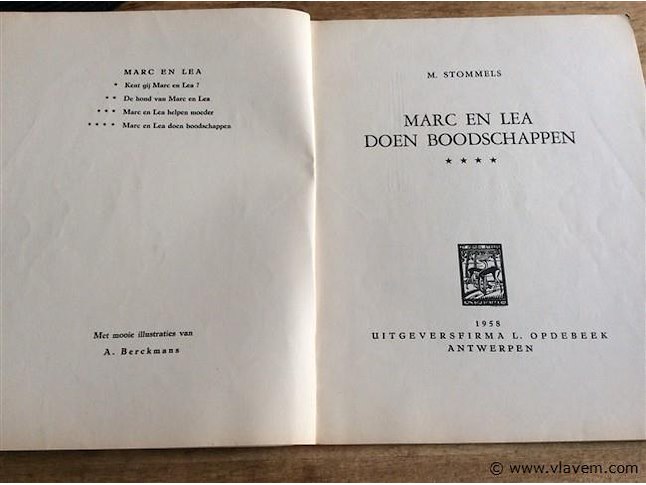 MARC EN LEA
* Kent gij Marc en Lea ?
* * De hond van Marc en Lea
* * * Marc en Lea helpen moeder
* * * * Marc en Lea doen boodschappen
Met mooie illustraties van
A. Berckmans
M. STOMMELS
MARC EN LEA
DOEN BOODSCHAPPEN
★ ★ ★ ★
1958
UITGEVERSFIRMA L. OPDEBEEK
ANTWERPEN
© www.vlavem.com